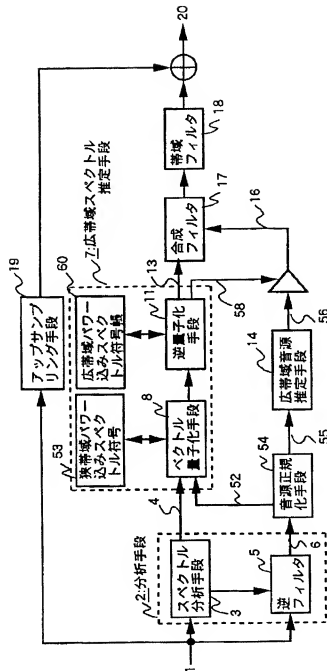 1
2:分析手段
スペクトル
分析手段
3
逆フィルタ
5
4
6
52
55
音源正規
化手段
54
53
狭帯域パワー
込みスペク
トル符号
ベクトル
量子化手段
8
60
広帯域パワー
込みスペク
トル符号帳
逆量子化
手段
11
7:広帯域スペクトル
推定手段
13
58
広帯域音源
推定手段
14
56
16
合成フィルタ
17
帯域
フィルタ
18
アップサンプ
リング手段
19
20